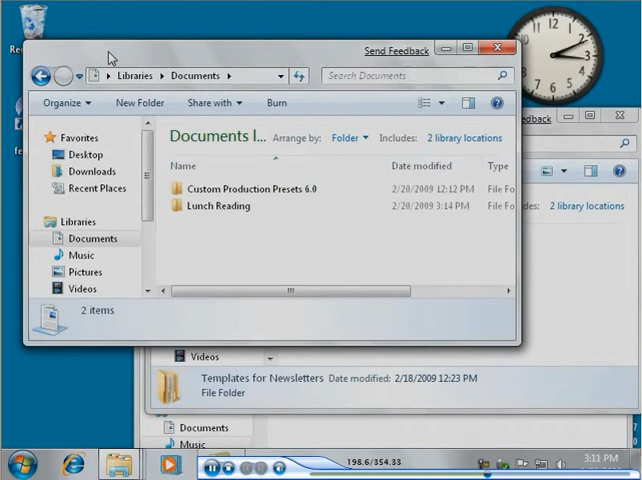 Re
Send Feedback
Libraries Documents
Search Documents
Organize New Folder Share with Burn
edback
Favorites
Desktop
Downloads
Recent Places
Libraries
Documents
Music
Pictures
Videos
Documents l... Arrange by: Folder Includes: 2 library locations
Name Date modified Type
Custom Production Presets 6.0 2/20/2009 12:12 PM File Fo
Lunch Reading 2/20/2009 3:14 PM File Fo
des: 2 library locations
2 items
Videos
Templates for Newsletters Date modified: 2/18/2009 12:23 PM
File Folder
Documents
Music
198.6/354.33
3:11 PM